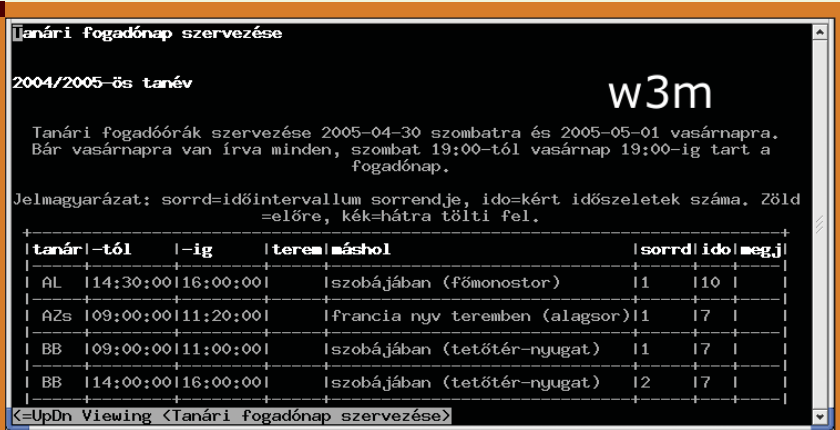 Tanári fogadónap szervezése
2004/2005-ös tanév
w3m
Tanári fogadóórák szervezése 2005-04-30 szombatra és 2005-05-01 vasárnapra.
Bár vasárnapra van írva minden, szombat 19:00-tól vasárnap 19:00-ig tart a
fogadónap.
Jelmagyarázat: sorrd=időintervallum sorrendje, ido=kért időszeletek száma. Zöld
=előre, kék=hátra tölti fel.
|tanár|-tól |-ig |terem|máshol |sorrd|ido|megj|
| AL |14:30:00|16:00:00| |szobájában (főmonostor) |1 |10 | |
| AZs |09:00:00|11:20:00| |francia nyv teremben (alagsor)|1 |7 | |
| BB |09:00:00|11:00:00| |szobájában (tetőtér-nyugat) |1 |7 | |
| BB |14:00:00|16:00:00| |szobájában (tetőtér-nyugat) |2 |7 | |
<=UpDn Viewing <Tanári fogadónap szervezése>